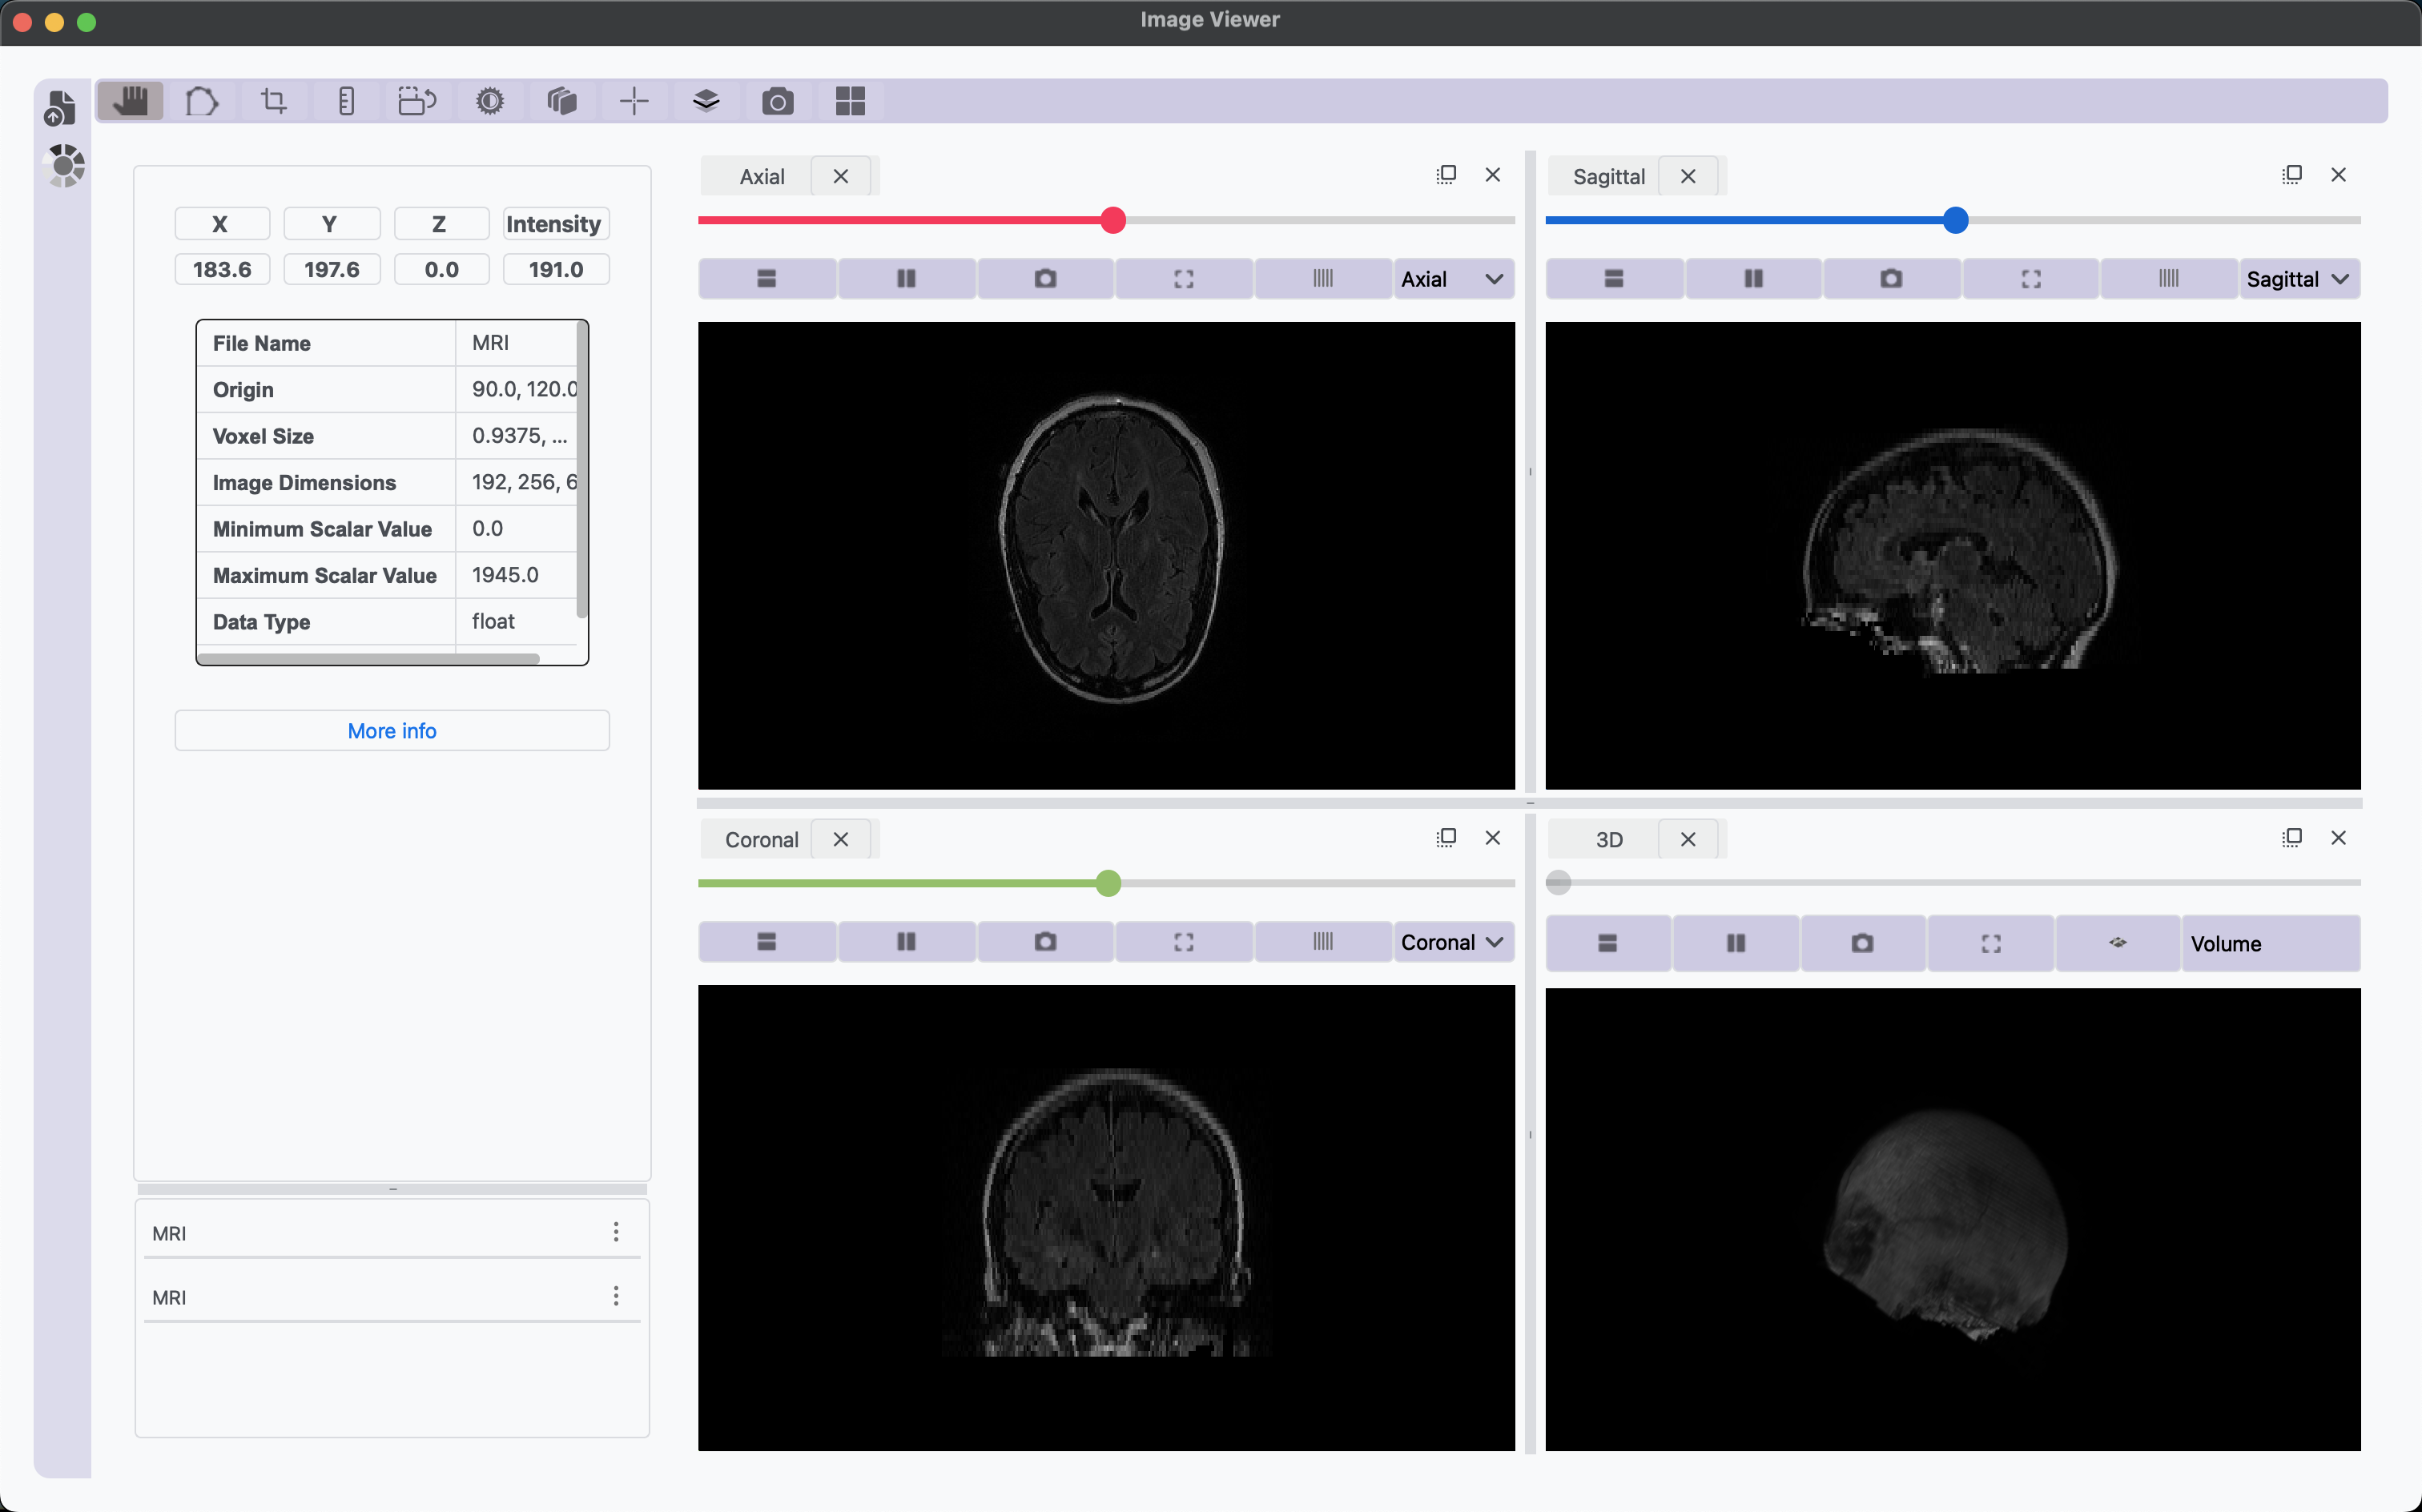 Image Viewer
X Y Z Intensity
183.6 197.6 0.0 191.0
File Name MRI
Origin 90.0, 120.0
Voxel Size 0.9375, ...
Image Dimensions 192, 256, 6
Minimum Scalar Value 0.0
Maximum Scalar Value 1945.0
Data Type float
More info
MRI
MRI
Axial
Axial
Sagittal
Sagittal
Coronal
Coronal
3D
Volume